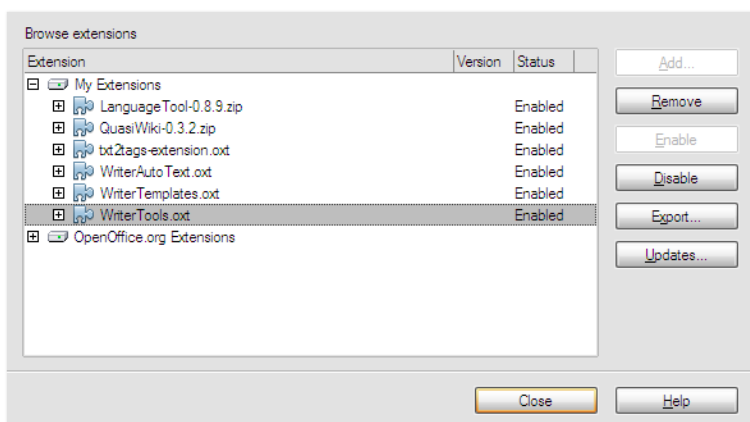 Browse extensions
Extension Version Status
Add...
My Extensions
LanguageTool-0.8.9.zip Enabled
Remove
QuasiWiki-0.3.2.zip Enabled
txt2tags-extension.oxt Enabled
Enable
WriterAutoText.oxt Enabled
Disable
WriterTemplates.oxt Enabled
WriterTools.oxt Enabled
Export...
OpenOffice.org Extensions
Updates...
Close Help